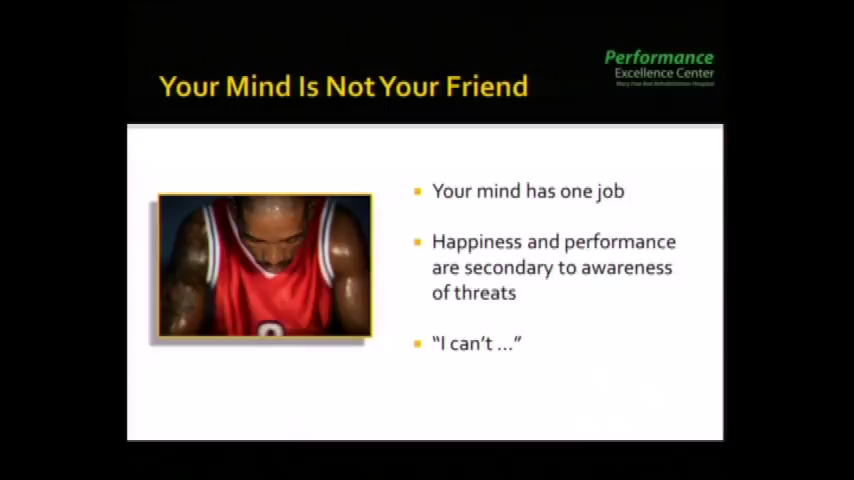 Performance
Excellence Center
Mary Free Bed Rehabilitation Hospital
Your Mind Is Not Your Friend
Your mind has one job
Happiness and performance
are secondary to awareness
of threats
"I can't ..."